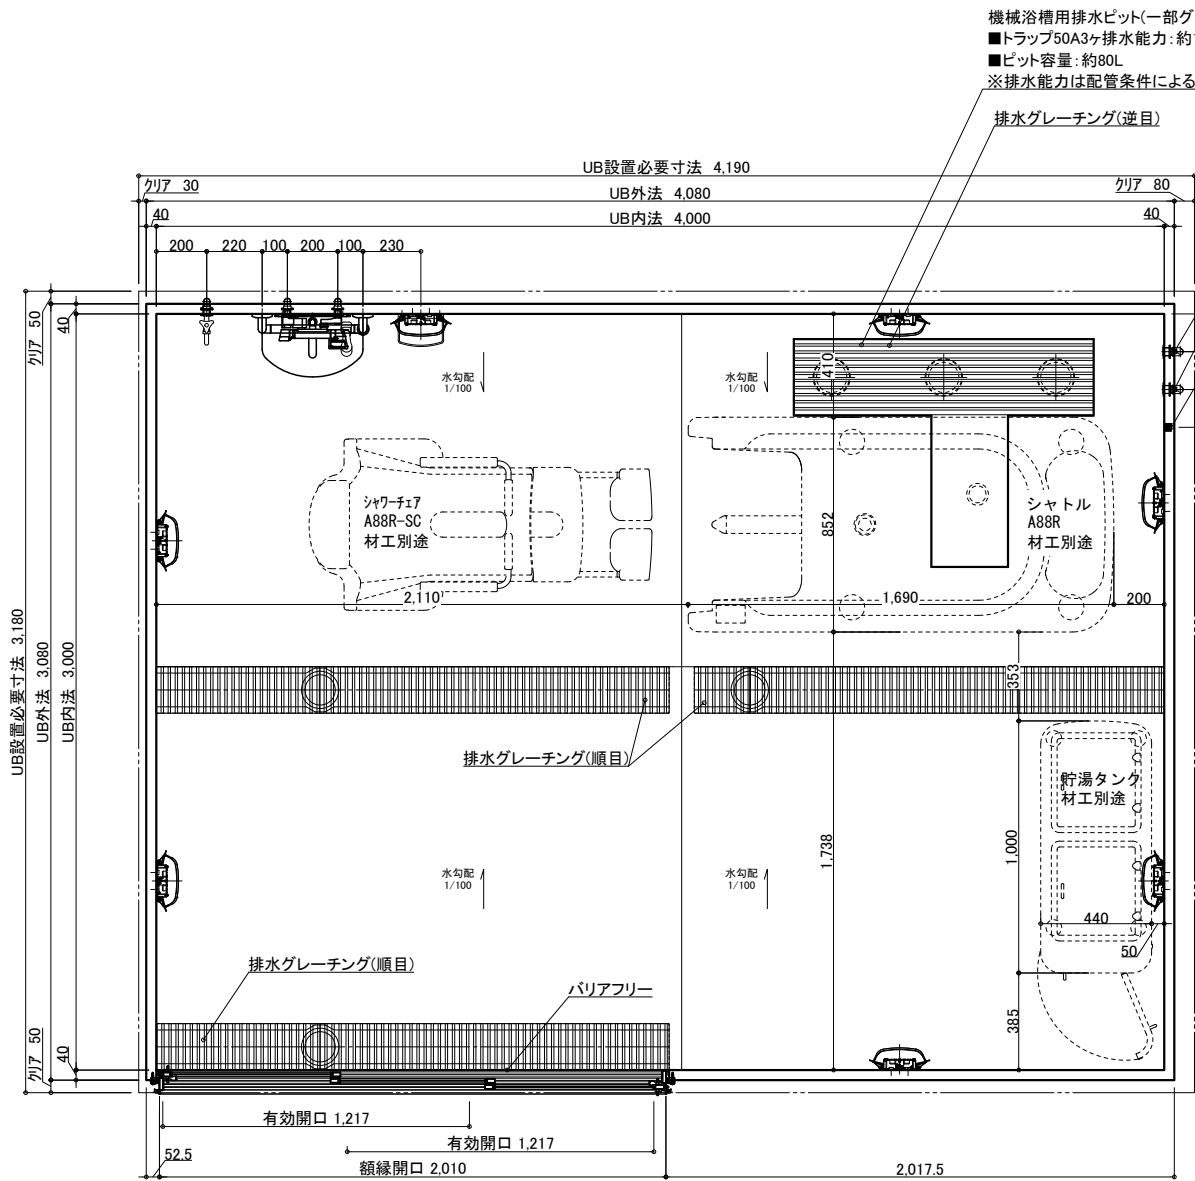 機械浴槽用排水ピット(一部グ
■トラップ50A3ヶ排水能力:約
■ピット容量:約80L
※排水能力は配管条件による
排水グレーチング(逆目)
UB設置必要寸法 4,190
クリア 30
UB外法 4,080
クリア 80
40
UB内法 4,000
40
200
220
100
200
100
230
クリア 50
40
水勾配
1/100
水勾配
1/100
410
シャワーチェア
A88R-SC
材工別途
シャトル
A88R
材工別途
852
2,110
1,690
200
UB設置必要寸法 3,180
UB外法 3,080
UB内法 3,000
353
排水グレーチング(順目)
貯湯タンク
材工別途
1,738
1,000
水勾配
1/100
水勾配
1/100
440
50
排水グレーチング(順目)
バリアフリー
385
クリア 50
40
有効開口 1,217
有効開口 1,217
52.5
額縁開口 2,010
2,017.5